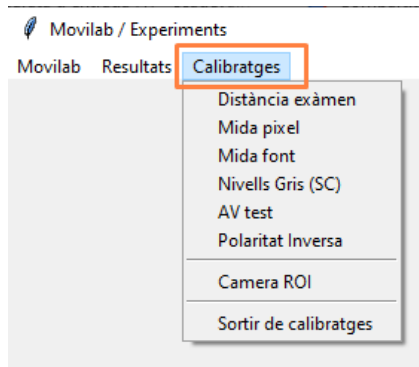 Movilab / Experiments
Movilab Resultats Calibratges
Distància exàmen
Mida pixel
Mida font
Nivells Gris (SC)
AV test
Polaritat Inversa
Camera ROI
Sortir de calibratges